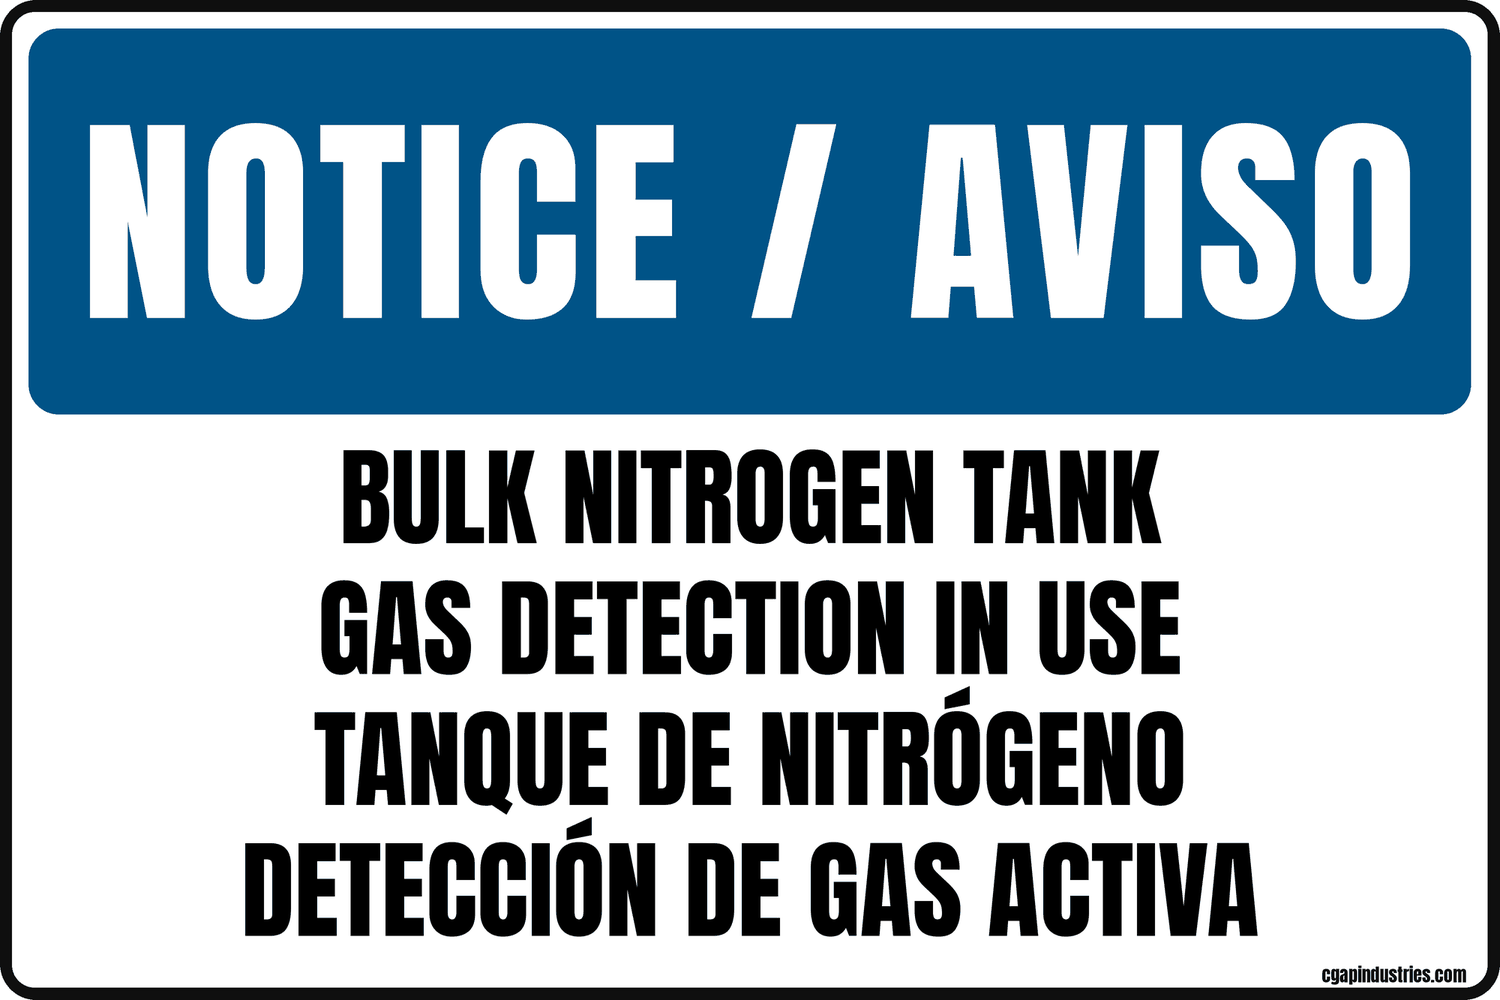 NOTICE / AVISO
BULK NITROGEN TANK
GAS DETECTION IN USE
TANQUE DE NITRÓGENO
DETECCIÓN DE GAS ACTIVA
cgapindustries.com